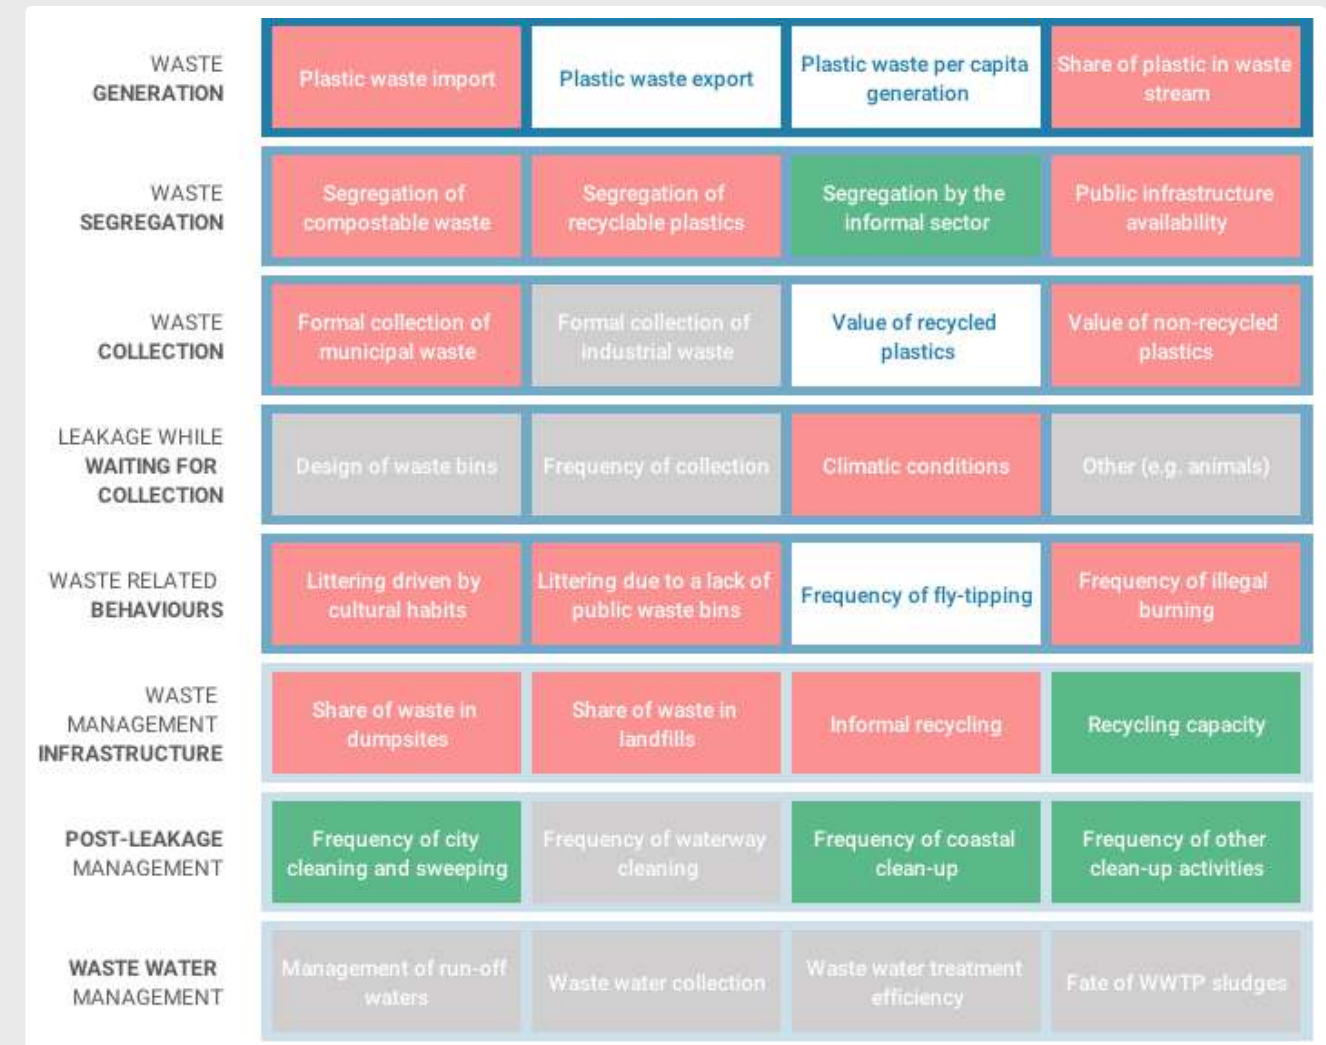 WASTE
GENERATION
Plastic waste import
Plastic waste export
Plastic waste per capita
generation
Share of plastic in waste
stream
WASTE
SEGREGATION
Segregation of
compostable waste
Segregation of
recyclable plastics
Segregation by the
informal sector
Public infrastructure
availability
WASTE
COLLECTION
Formal collection of
municipal waste
Formal collection of
industrial waste
Value of recycled
plastics
Value of non-recycled
plastics
LEAKAGE WHILE
WAITING FOR
COLLECTION
Design of waste bins
Frequency of collection
Climatic conditions
Other (e.g. animals)
WASTE RELATED
BEHAVIOURS
Littering driven by
cultural habits
Littering due to a lack of
public waste bins
Frequency of fly-tipping
Frequency of illegal
burning
WASTE
MANAGEMENT
INFRASTRUCTURE
Share of waste in
dumpsites
Share of waste in
landfills
Informal recycling
Recycling capacity
POST-LEAKAGE
MANAGEMENT
Frequency of city
cleaning and sweeping
Frequency of waterway
cleaning
Frequency of coastal
clean-up
Frequency of other
clean-up activities
WASTE WATER
MANAGEMENT
Management of run-off
waters
Waste water collection
Waste water treatment
efficiency
Fate of WWTP sludges